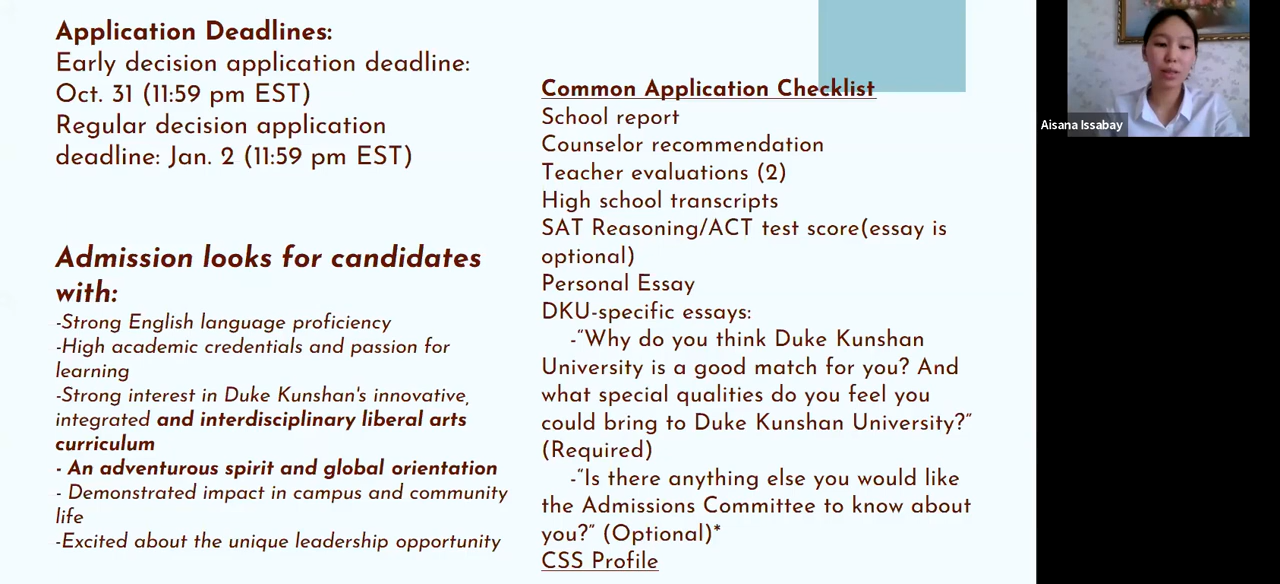 Application Deadlines:
Early decision application deadline:
Oct. 31 (11:59 pm EST)
Regular decision application
deadline: Jan. 2 (11:59 pm EST)
Admission looks for candidates
with:
-Strong English language proficiency
-High academic credentials and passion for
learning
-Strong interest in Duke Kunshan's innovative,
integrated and interdisciplinary liberal arts
curriculum
- An adventurous spirit and global orientation
- Demonstrated impact in campus and community
life
-Excited about the unique leadership opportunity
Common Application Checklist
School report
Counselor recommendation
Teacher evaluations (2)
High school transcripts
SAT Reasoning/ACT test score(essay is
optional)
Personal Essay
DKU-specific essays:
-“Why do you think Duke Kunshan
University is a good match for you? And
what special qualities do you feel you
could bring to Duke Kunshan University?”
(Required)
-“Is there anything else you would like
the Admissions Committee to know about
you?” (Optional)*
CSS Profile
Aisana Issabay